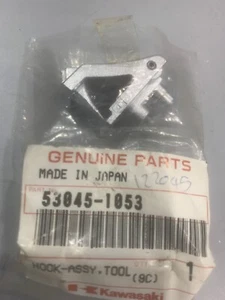 GENUINE PARTS
MADE IN JAPAN
53045-1053
HOOK-ASSY,TOOL
(SC) 1
Kawasaki